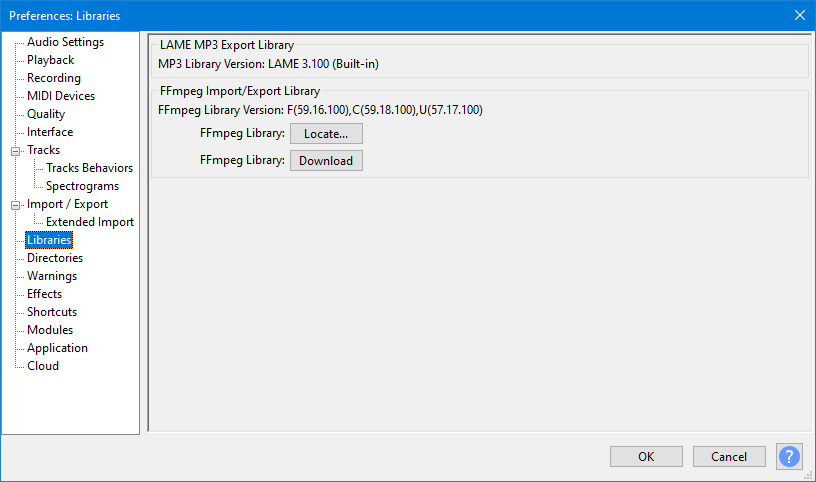 Preferences: Libraries
Audio Settings
Playback
Recording
MIDI Devices
Quality
Interface
Tracks
Tracks Behaviors
Spectrograms
Import / Export
Extended Import
Libraries
Directories
Warnings
Effects
Shortcuts
Modules
Application
Cloud
LAME MP3 Export Library
MP3 Library Version: LAME 3.100 (Built-in)
FFmpeg Import/Export Library
FFmpeg Library Version: F(59.16.100),C(59.18.100),U(57.17.100)
FFmpeg Library: Locate...
FFmpeg Library: Download
OK Cancel ?